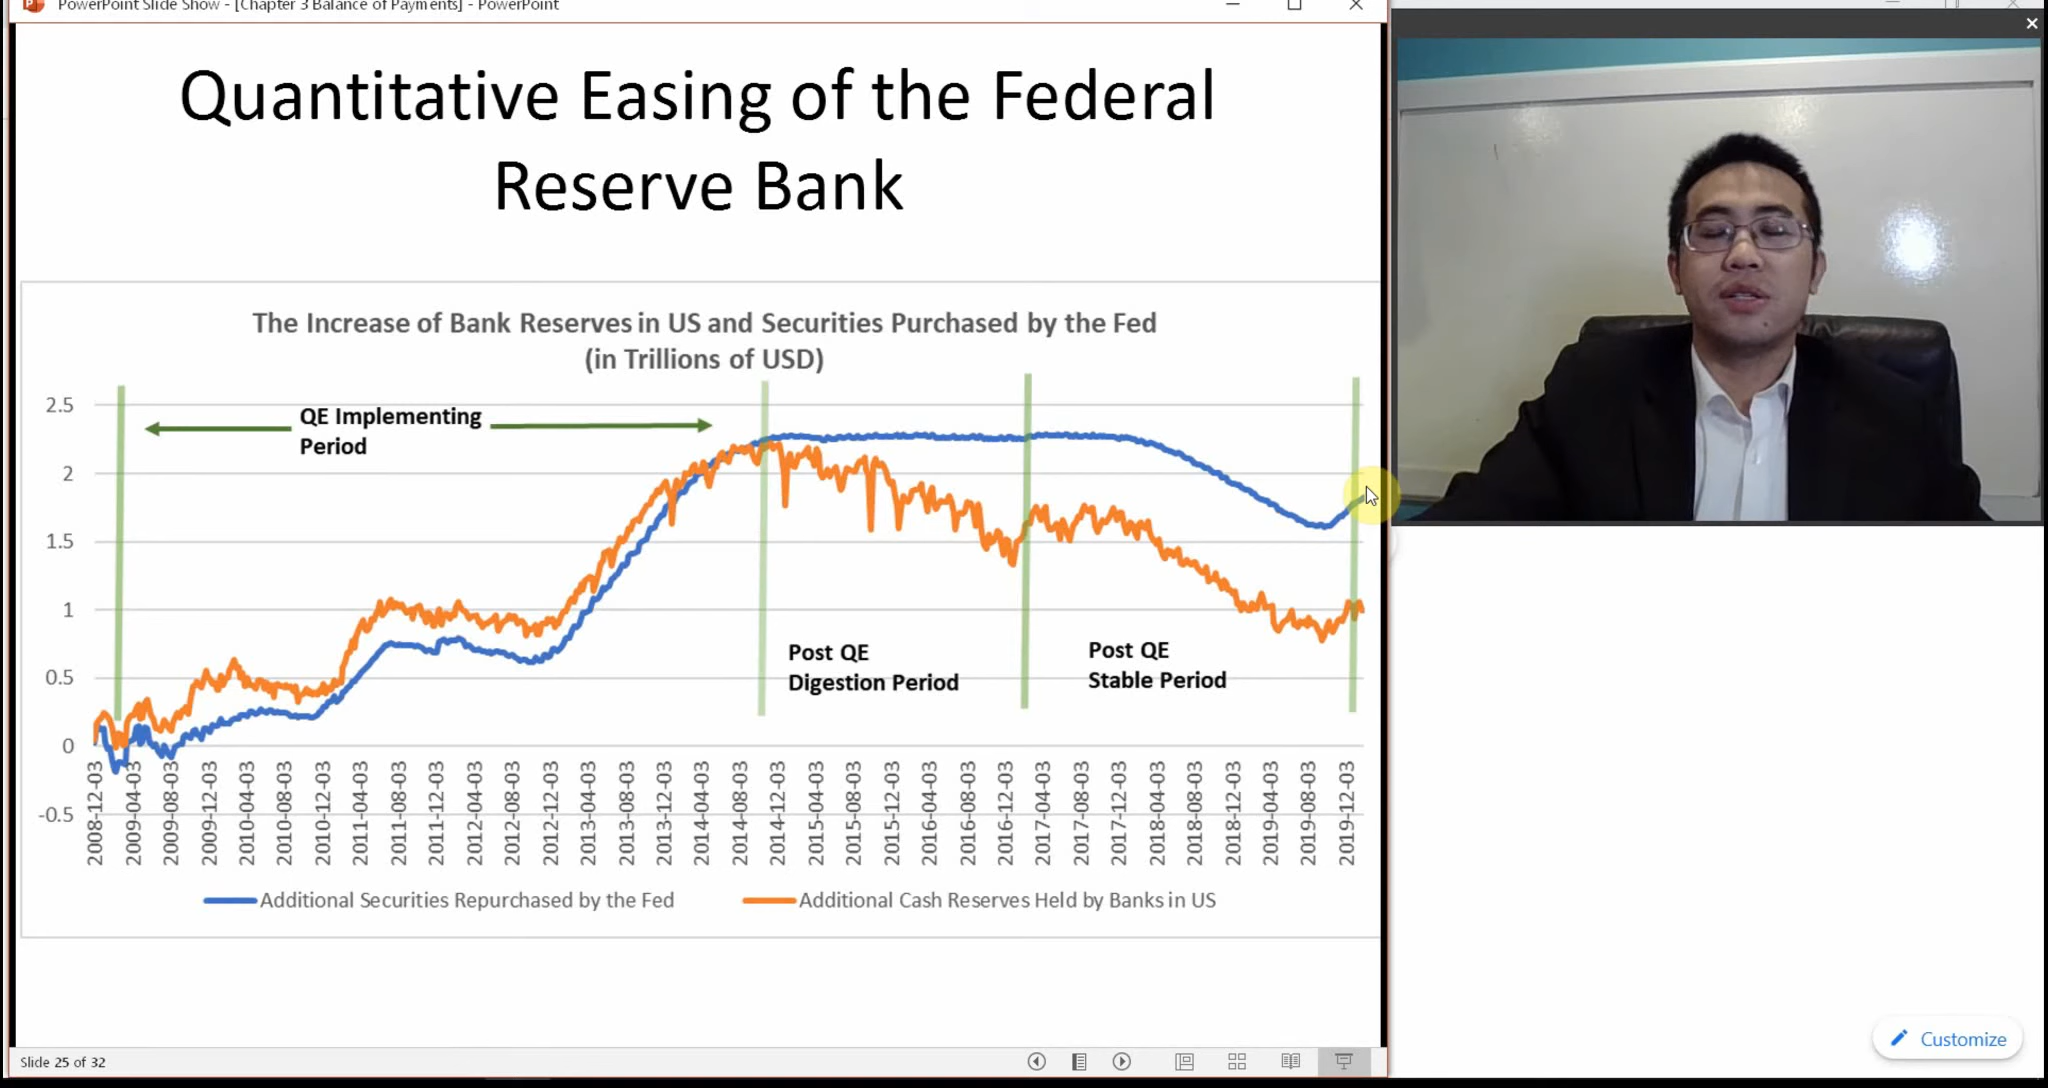 PowerPoint Slide Show - [Chapter 3 Balance of Payments] - PowerPoint
Quantitative Easing of the Federal
Reserve Bank
The Increase of Bank Reserves in US and Securities Purchased by the Fed
(in Trillions of USD)
QE Implementing
Period
2.5
2
1.5
1
0.5
0
-0.5
Post QE
Digestion Period
Post QE
Stable Period
2008-12-03
2009-04-03
2009-08-03
2009-12-03
2010-04-03
2010-08-03
2010-12-03
2011-04-03
2011-08-03
2011-12-03
2012-04-03
2012-08-03
2012-12-03
2013-04-03
2013-08-03
2013-12-03
2014-04-03
2014-08-03
2014-12-03
2015-04-03
2015-08-03
2015-12-03
2016-04-03
2016-08-03
2016-12-03
2017-04-03
2017-08-03
2017-12-03
2018-04-03
2018-08-03
2018-12-03
2019-04-03
2019-08-03
2019-12-03
Additional Securities Repurchased by the Fed
Additional Cash Reserves Held by Banks in US
Slide 25 of 32
Customize